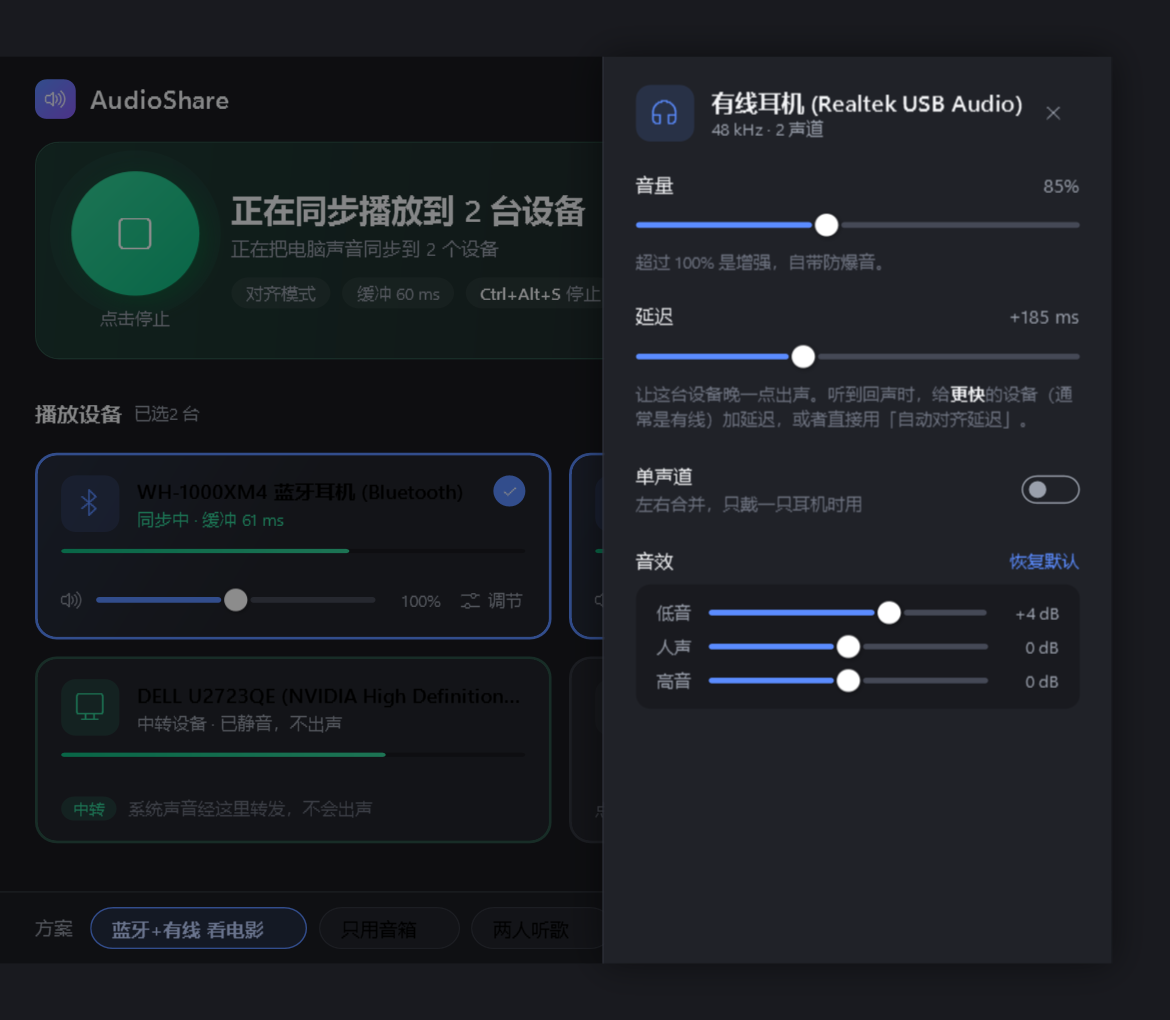 AudioShare
正在同步播放到 2 台设备
正在把电脑声音同步到 2 个设备
对齐模式
缓冲 60 ms
Ctrl+Alt+S 停止
点击停止
播放设备 已选2 台
WH-1000XM4 蓝牙耳机 (Bluetooth)
同步中 · 缓冲 61 ms
100%
调节
DELL U2723QE (NVIDIA High Definition...
中转设备 · 已静音，不出声
中转
系统声音经这里转发，不会出声
方案
蓝牙+有线 看电影
只用音箱
两人听歌
有线耳机 (Realtek USB Audio)
48 kHz · 2 声道
音量
85%
超过 100% 是增强，自带防爆音。
延迟
+185 ms
让这台设备晚一点出声。听到回声时，给更快的设备（通
常是有线）加延迟，或者直接用「自动对齐延迟」。
单声道
左右合并，只戴一只耳机时用
音效
恢复默认
低音
+4 dB
人声
0 dB
高音
0 dB